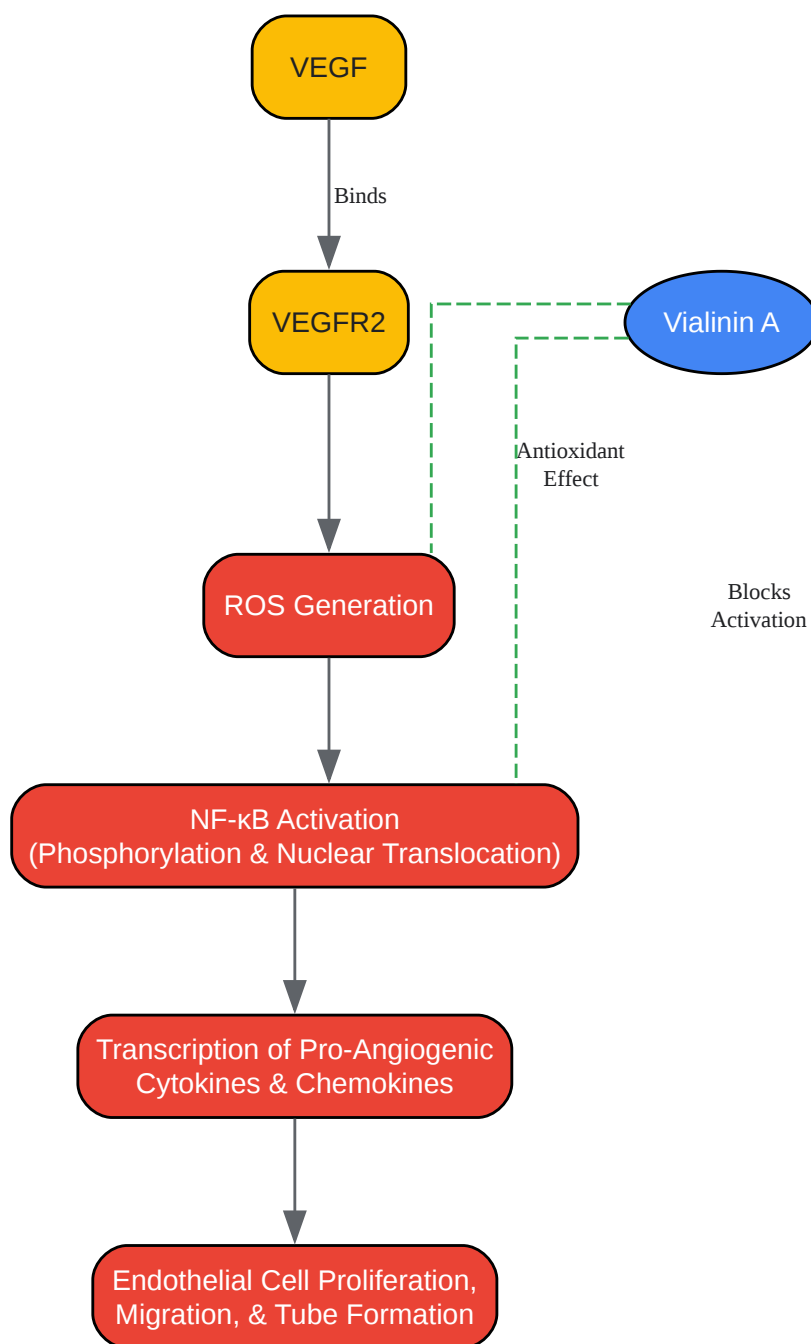 VEGF
Binds
VEGFR2
Vialinin A
Antioxidant
Effect
Blocks
Activation
ROS Generation
NF-κB Activation
(Phosphorylation & Nuclear Translocation)
Transcription of Pro-Angiogenic
Cytokines & Chemokines
Endothelial Cell Proliferation,
Migration, & Tube Formation